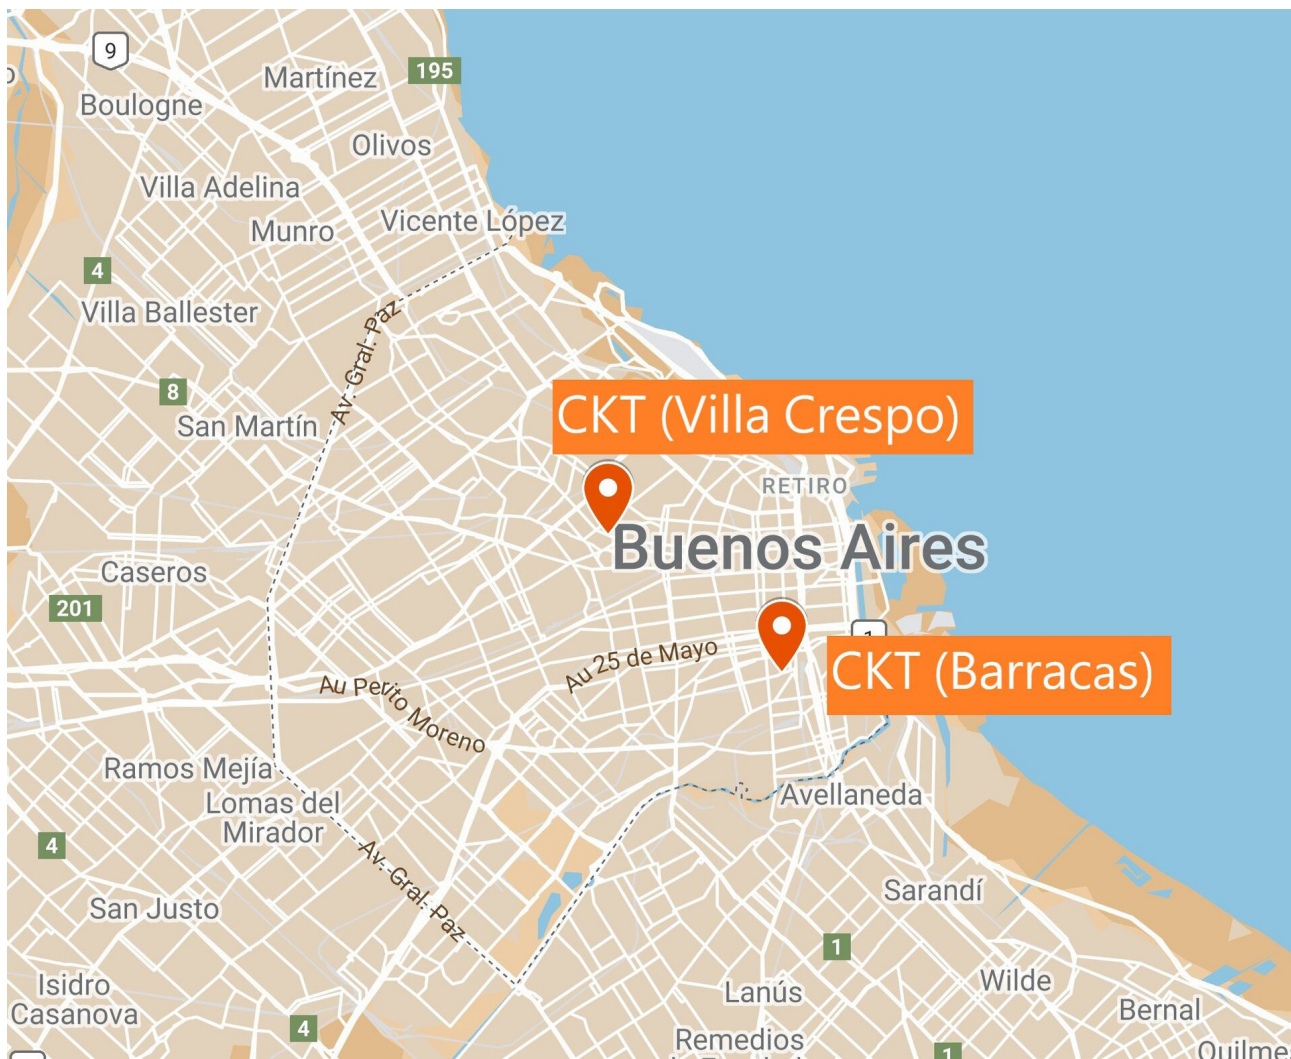 9
Martínez
195
Boulogne
Olivos
Villa Adelina
Vicente López
Munro
4
Villa Ballester
Av. Gral. Paz
8
CKT (Villa Crespo)
San Martín
RETIRO
Buenos Aires
Caseros
201
1
Au 25 de Mayo
CKT (Barracas)
Au Perito Moreno
Ramos Mejía
Lomas del
Mirador
Avellaneda
4
Av. Gral. Paz
Sarandí
San Justo
1
Isidro
Casanova
Lanús
Wilde
Bernal
4
Remedios
1